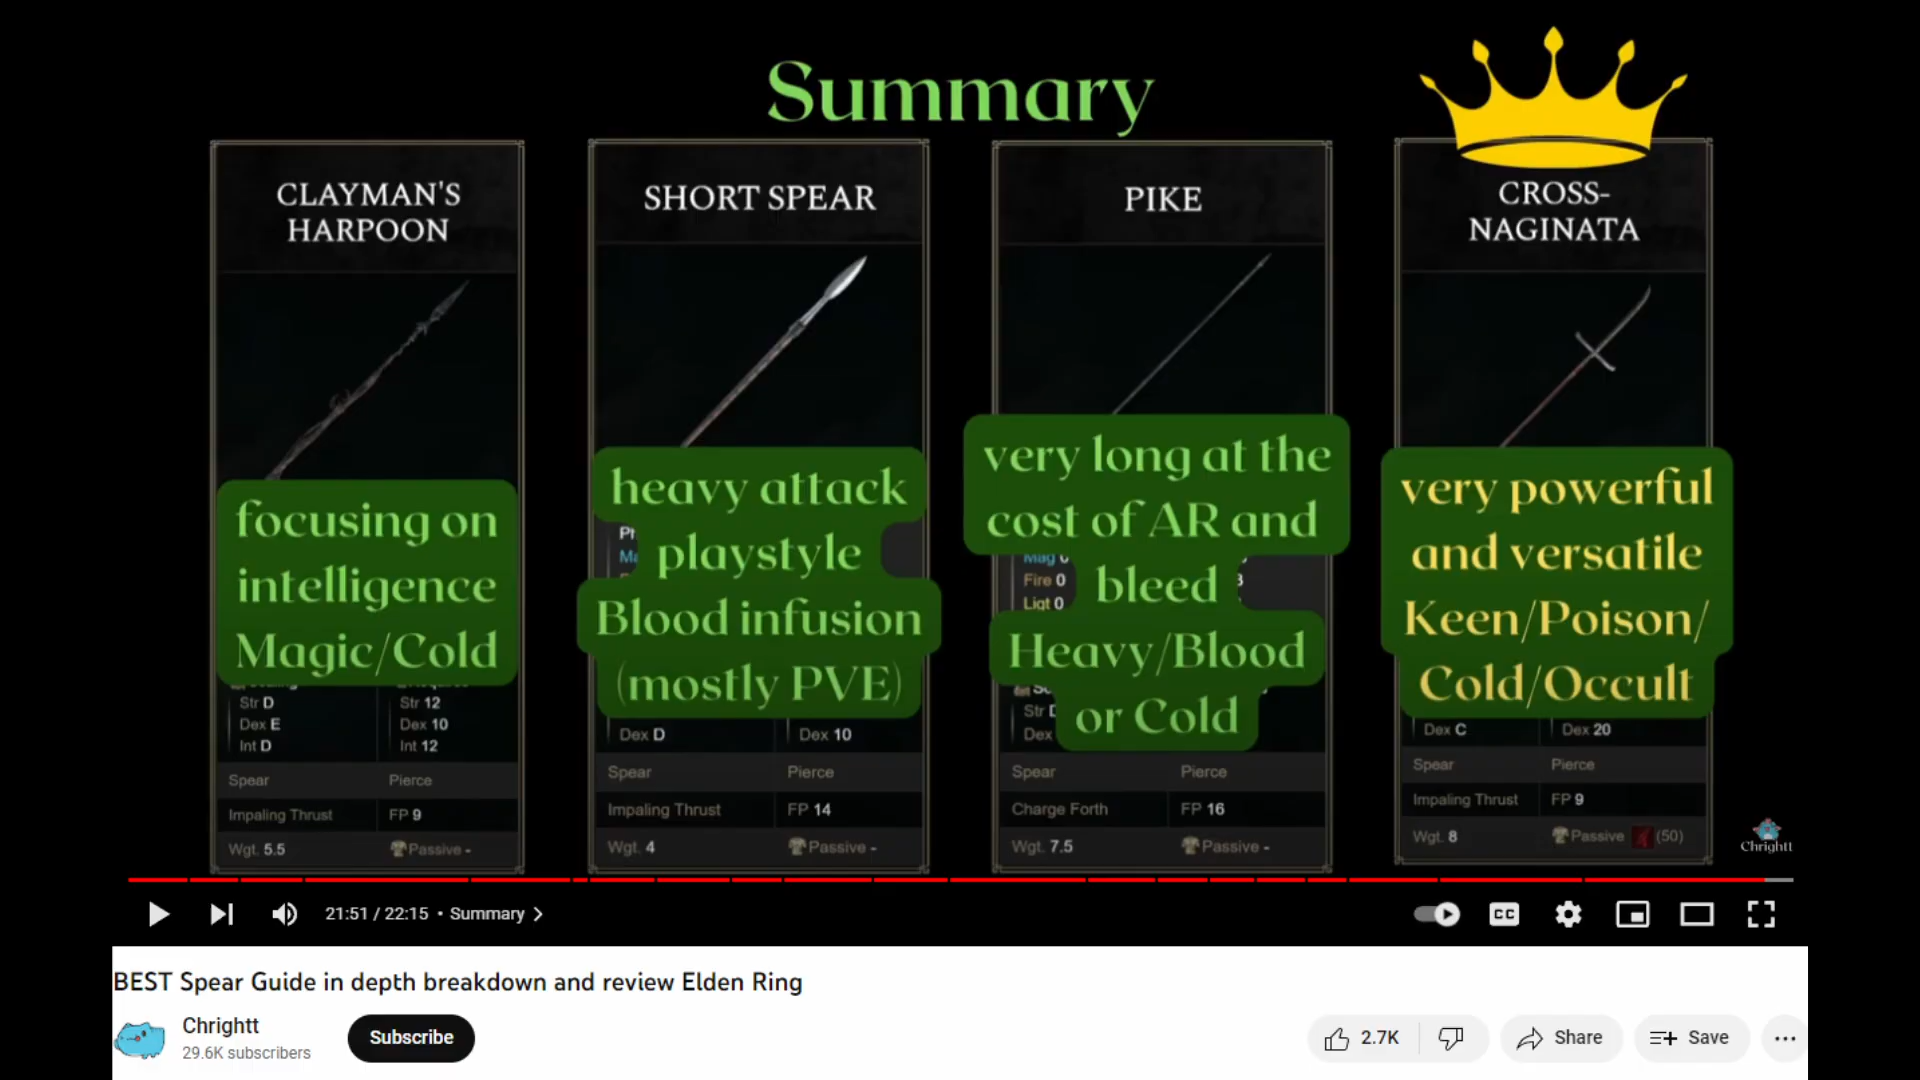 Summary
CLAYMAN'S
HARPOON
focusing on
intelligence
Magic/Cold
Str D
Str 12
Dex E
Dex 10
Int D
Int 12
Spear
Pierce
Impaling Thrust
FP 9
Wgt. 5.5
Passive -
SHORT SPEAR
heavy attack
playstyle
Blood infusion
(mostly PVE)
Dex D
Dex 10
Spear
Pierce
Impaling Thrust
FP 14
Wgt. 4
Passive -
PIKE
very long at the
cost of AR and
Mag 0
Fire 0
bleed
Ligt 0
Heavy/Blood
or Cold
Str
Dex
Spear
Pierce
Charge Forth
FP 16
Wgt. 7.5
Passive -
CROSS-
NAGINATA
very powerful
and versatile
Keen/Poison/
Cold/Occult
Dex C
Dex 20
Spear
Pierce
Impaling Thrust
FP 9
Wgt. 8
Passive (50)
Chrightt
21:51 / 22:15 • Summary
CC
BEST Spear Guide in depth breakdown and review Elden Ring
Chrightt
29.6K subscribers
Subscribe
2.7K
Share
Save